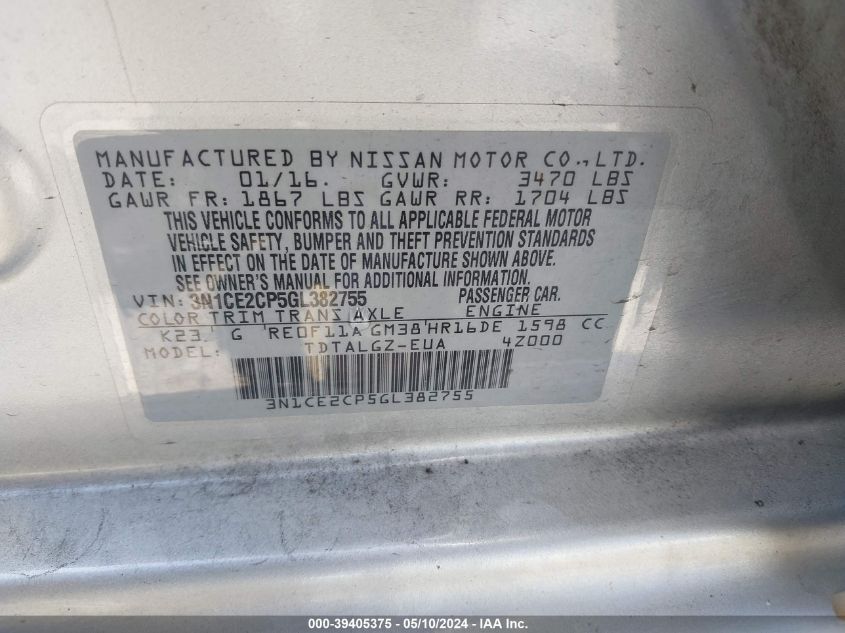 MANUFACTURED BY NISSAN MOTOR CO., LTD.
DATE: 01/16. GVWR: 3470 LBS
GAWR FR: 1867 LBS GAWR RR: 1704 LBS
THIS VEHICLE CONFORMS TO ALL APPLICABLE FEDERAL MOTOR
VEHICLE SAFETY, BUMPER AND THEFT PREVENTION STANDARDS
IN EFFECT ON THE DATE OF MANUFACTURE SHOWN ABOVE.
SEE OWNER'S MANUAL FOR ADDITIONAL INFORMATION.
VIN: 3N1CE2CP5GL382755 PASSENGER CAR.
COLOR TRIM TRANS AXLE ENGINE
K23 G RE0F11A GM38 HR16DE 1598 CC
MODEL: TDTALGZ-EUA 4Z000
3N1CE2CP5GL382755
000-39405375 - 05/10/2024 - IAA Inc.